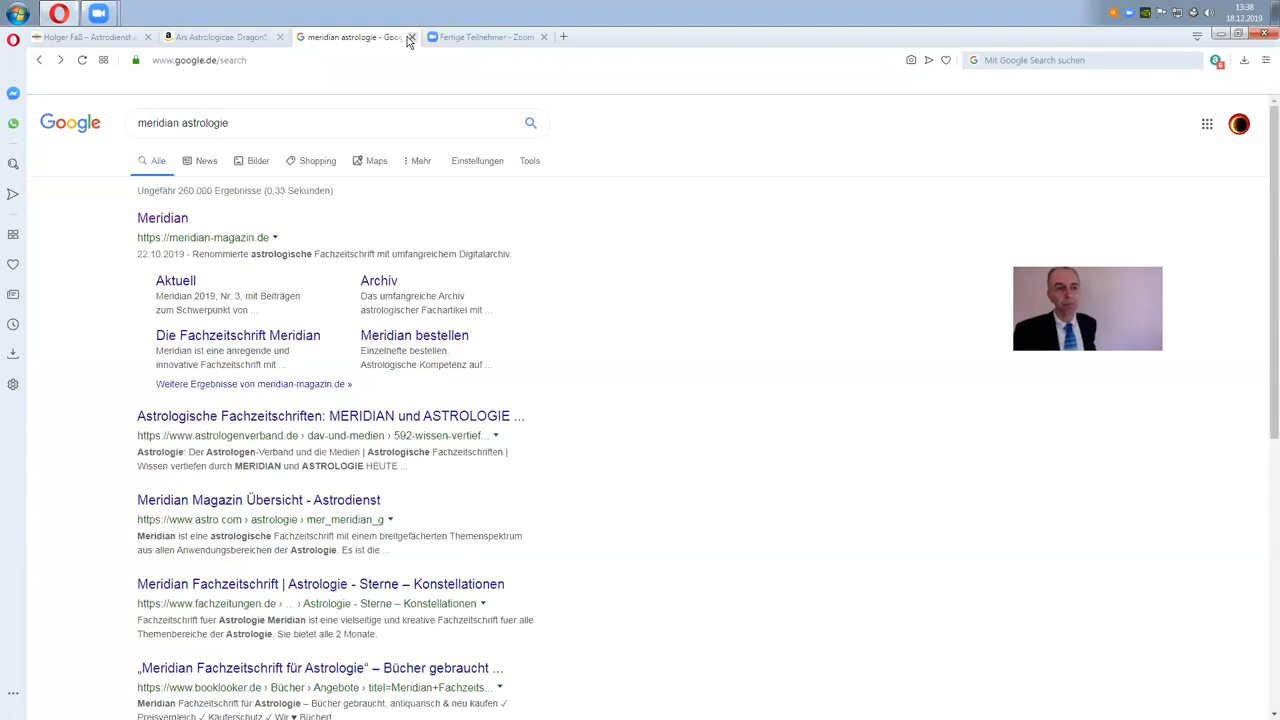 13:38
18.12.2019
Holger Faß – Astrodienst A
Ars Astrologicae. DragonS
meridian astrologie - Goog
Fertige Teilnehmer - Zoom
www.google.de/search
Mit Google Search suchen
6
Google
meridian astrologie
Alle
News
Bilder
Shopping
Maps
Mehr
Einstellungen
Tools
Ungefähr 260.000 Ergebnisse (0,33 Sekunden)
Meridian
https://meridian-magazin.de
22.10.2019 - Renommierte astrologische Fachzeitschrift mit umfangreichem Digitalarchiv.
Aktuell
Meridian 2019, Nr. 3, mit Beiträgen
zum Schwerpunkt von ...
Archiv
Das umfangreiche Archiv
astrologischer Fachartikel mit ...
Die Fachzeitschrift Meridian
Meridian ist eine anregende und
innovative Fachzeitschrift mit ...
Meridian bestellen
Einzelhefte bestellen.
Astrologische Kompetenz auf ...
Weitere Ergebnisse von meridian-magazin.de »
Astrologische Fachzeitschriften: MERIDIAN und ASTROLOGIE ...
https://www.astrologenverband.de › dav-und-medien › 592-wissen-vertief...
Astrologie: Der Astrologen-Verband und die Medien | Astrologische Fachzeitschriften |
Wissen vertiefen durch MERIDIAN und ASTROLOGIE HEUTE ...
Meridian Magazin Übersicht - Astrodienst
https://www.astro.com › astrologie › mer_meridian_g
Meridian ist eine astrologische Fachzeitschrift mit einem breitgefächerten Themenspektrum
aus allen Anwendungsbereichen der Astrologie. Es ist die ...
Meridian Fachzeitschrift | Astrologie - Sterne – Konstellationen
https://www.fachzeitungen.de › ... › Astrologie - Sterne – Konstellationen
Fachzeitschrift fuer Astrologie Meridian ist eine vielseitige und kreative Fachzeitschrift fuer alle
Themenbereiche der Astrologie. Sie bietet alle 2 Monate.
„Meridian Fachzeitschrift für Astrologie“ – Bücher gebraucht ...
https://www.booklooker.de › Bücher › Angebote › titel=Meridian+Fachzeits...
Meridian Fachzeitschrift für Astrologie – Bücher gebraucht, antiquarisch & neu kaufen ✓
Preisvergleich ✓ Käuferschutz ✓ Wir ♥ Bücher!